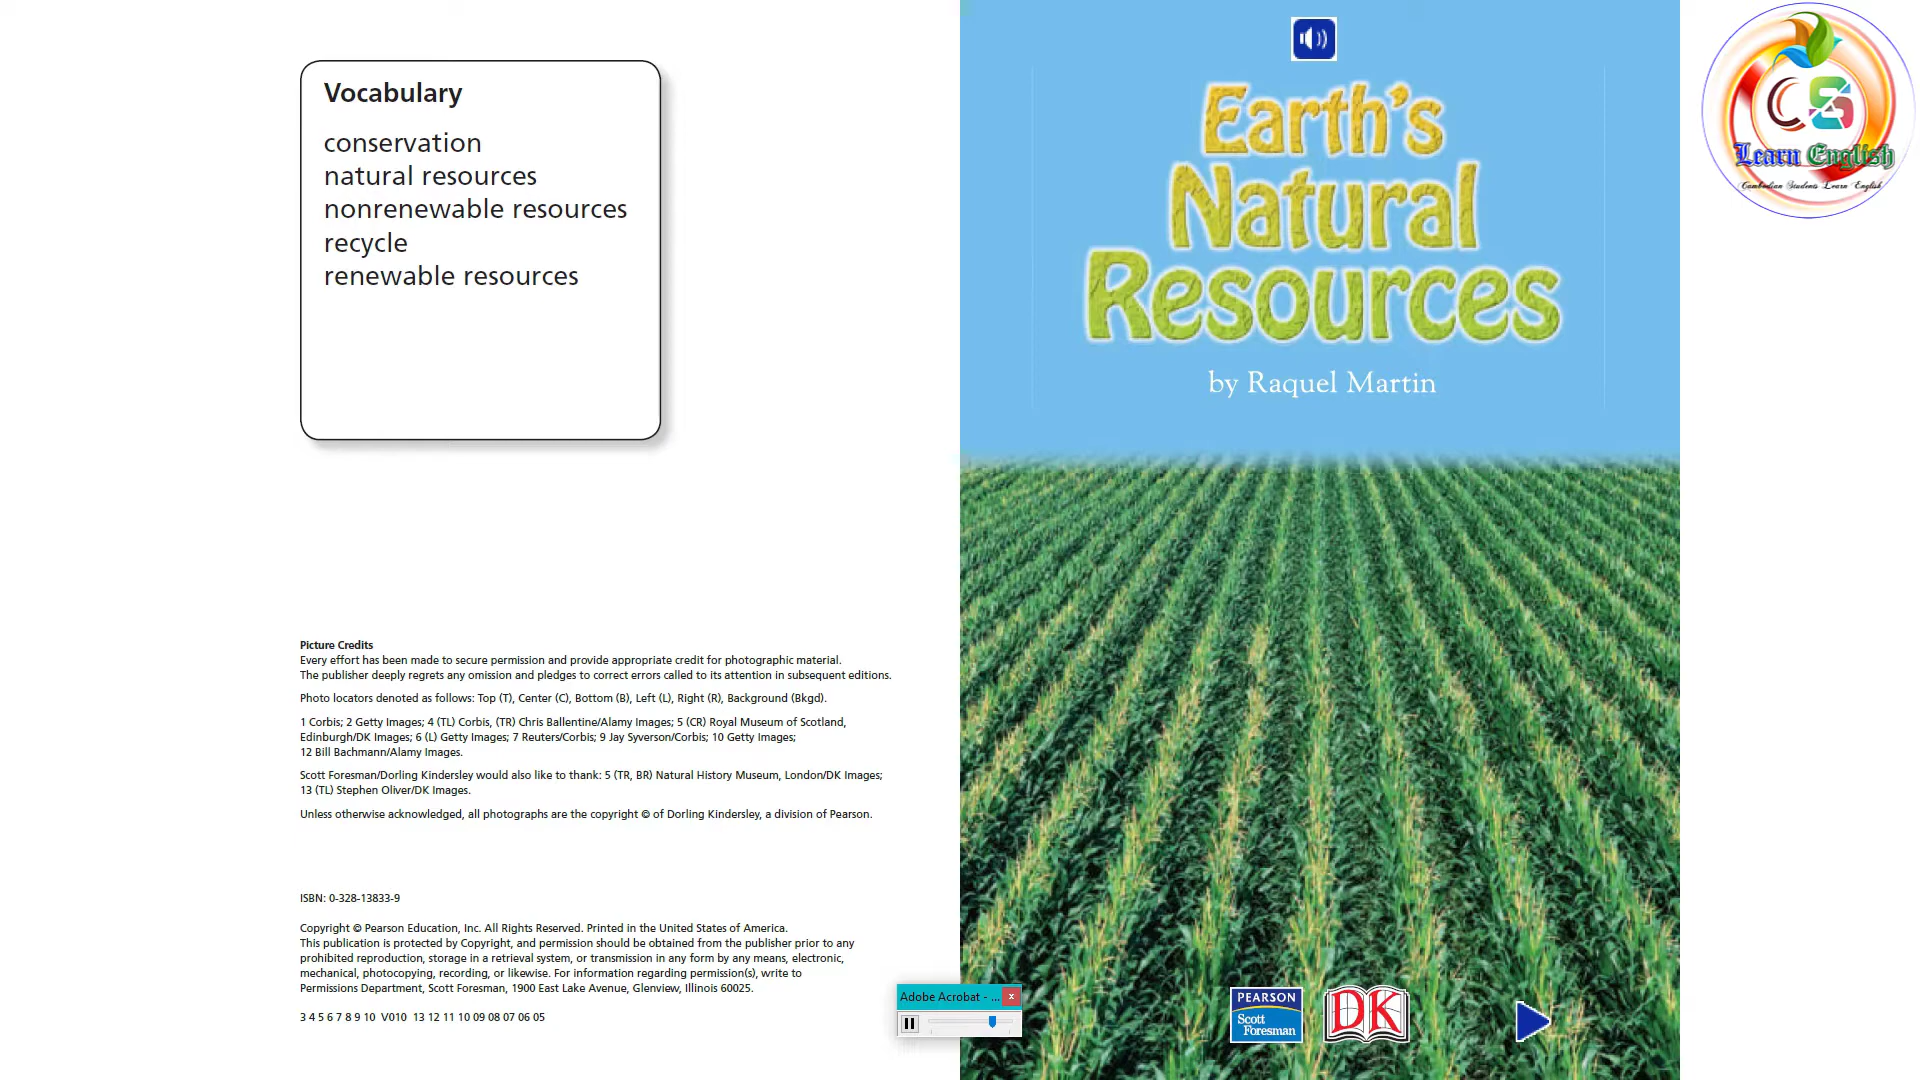 Vocabulary
conservation
natural resources
nonrenewable resources
recycle
renewable resources
Picture Credits
Every effort has been made to secure permission and provide appropriate credit for photographic material.
The publisher deeply regrets any omission and pledges to correct errors called to its attention in subsequent editions.
Photo locators denoted as follows: Top (T), Center (C), Bottom (B), Left (L), Right (R), Background (Bkgd).
1 Corbis; 2 Getty Images; 4 (TL) Corbis, (TR) Chris Ballentine/Alamy Images; 5 (CR) Royal Museum of Scotland,
Edinburgh/DK Images; 6 (L) Getty Images; 7 Reuters/Corbis; 9 Jay Syverson/Corbis; 10 Getty Images;
12 Bill Bachmann/Alamy Images.
Scott Foresman/Dorling Kindersley would also like to thank: 5 (TR, BR) Natural History Museum, London/DK Images;
13 (TL) Stephen Oliver/DK Images.
Unless otherwise acknowledged, all photographs are the copyright © of Dorling Kindersley, a division of Pearson.
ISBN: 0-328-13833-9
Copyright © Pearson Education, Inc. All Rights Reserved. Printed in the United States of America.
This publication is protected by Copyright, and permission should be obtained from the publisher prior to any
prohibited reproduction, storage in a retrieval system, or transmission in any form by any means, electronic,
mechanical, photocopying, recording, or likewise. For information regarding permission(s), write to
Permissions Department, Scott Foresman, 1900 East Lake Avenue, Glenview, Illinois 60025.
3 4 5 6 7 8 9 10 V010 13 12 11 10 09 08 07 06 05
Adobe Acrobat - ...
Earth's
Natural
Resources
by Raquel Martin
PEARSON
Scott
Foresman
DK
CS
Learn English
Cambodian Students Learn English